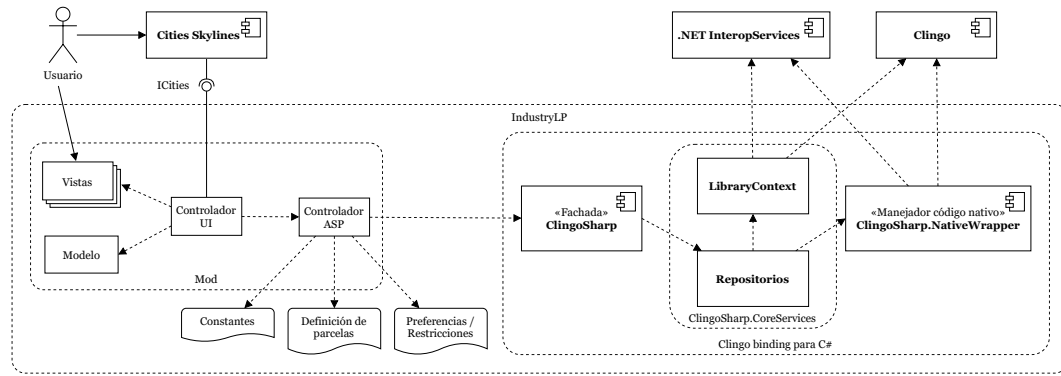 Cities Skylines
.NET InteropServices
Clingo
Usuario
ICities
IndustryLP
Vistas
Controlador
UI
Controlador
ASP
Modelo
Mod
Constantes
Definición de
parcelas
Preferencias /
Restricciones
«Fachada»
ClingoSharp
LibraryContext
Repositorios
ClingoSharp.CoreServices
«Manejador código nativo»
ClingoSharp.NativeWrapper
Clingo binding para C#